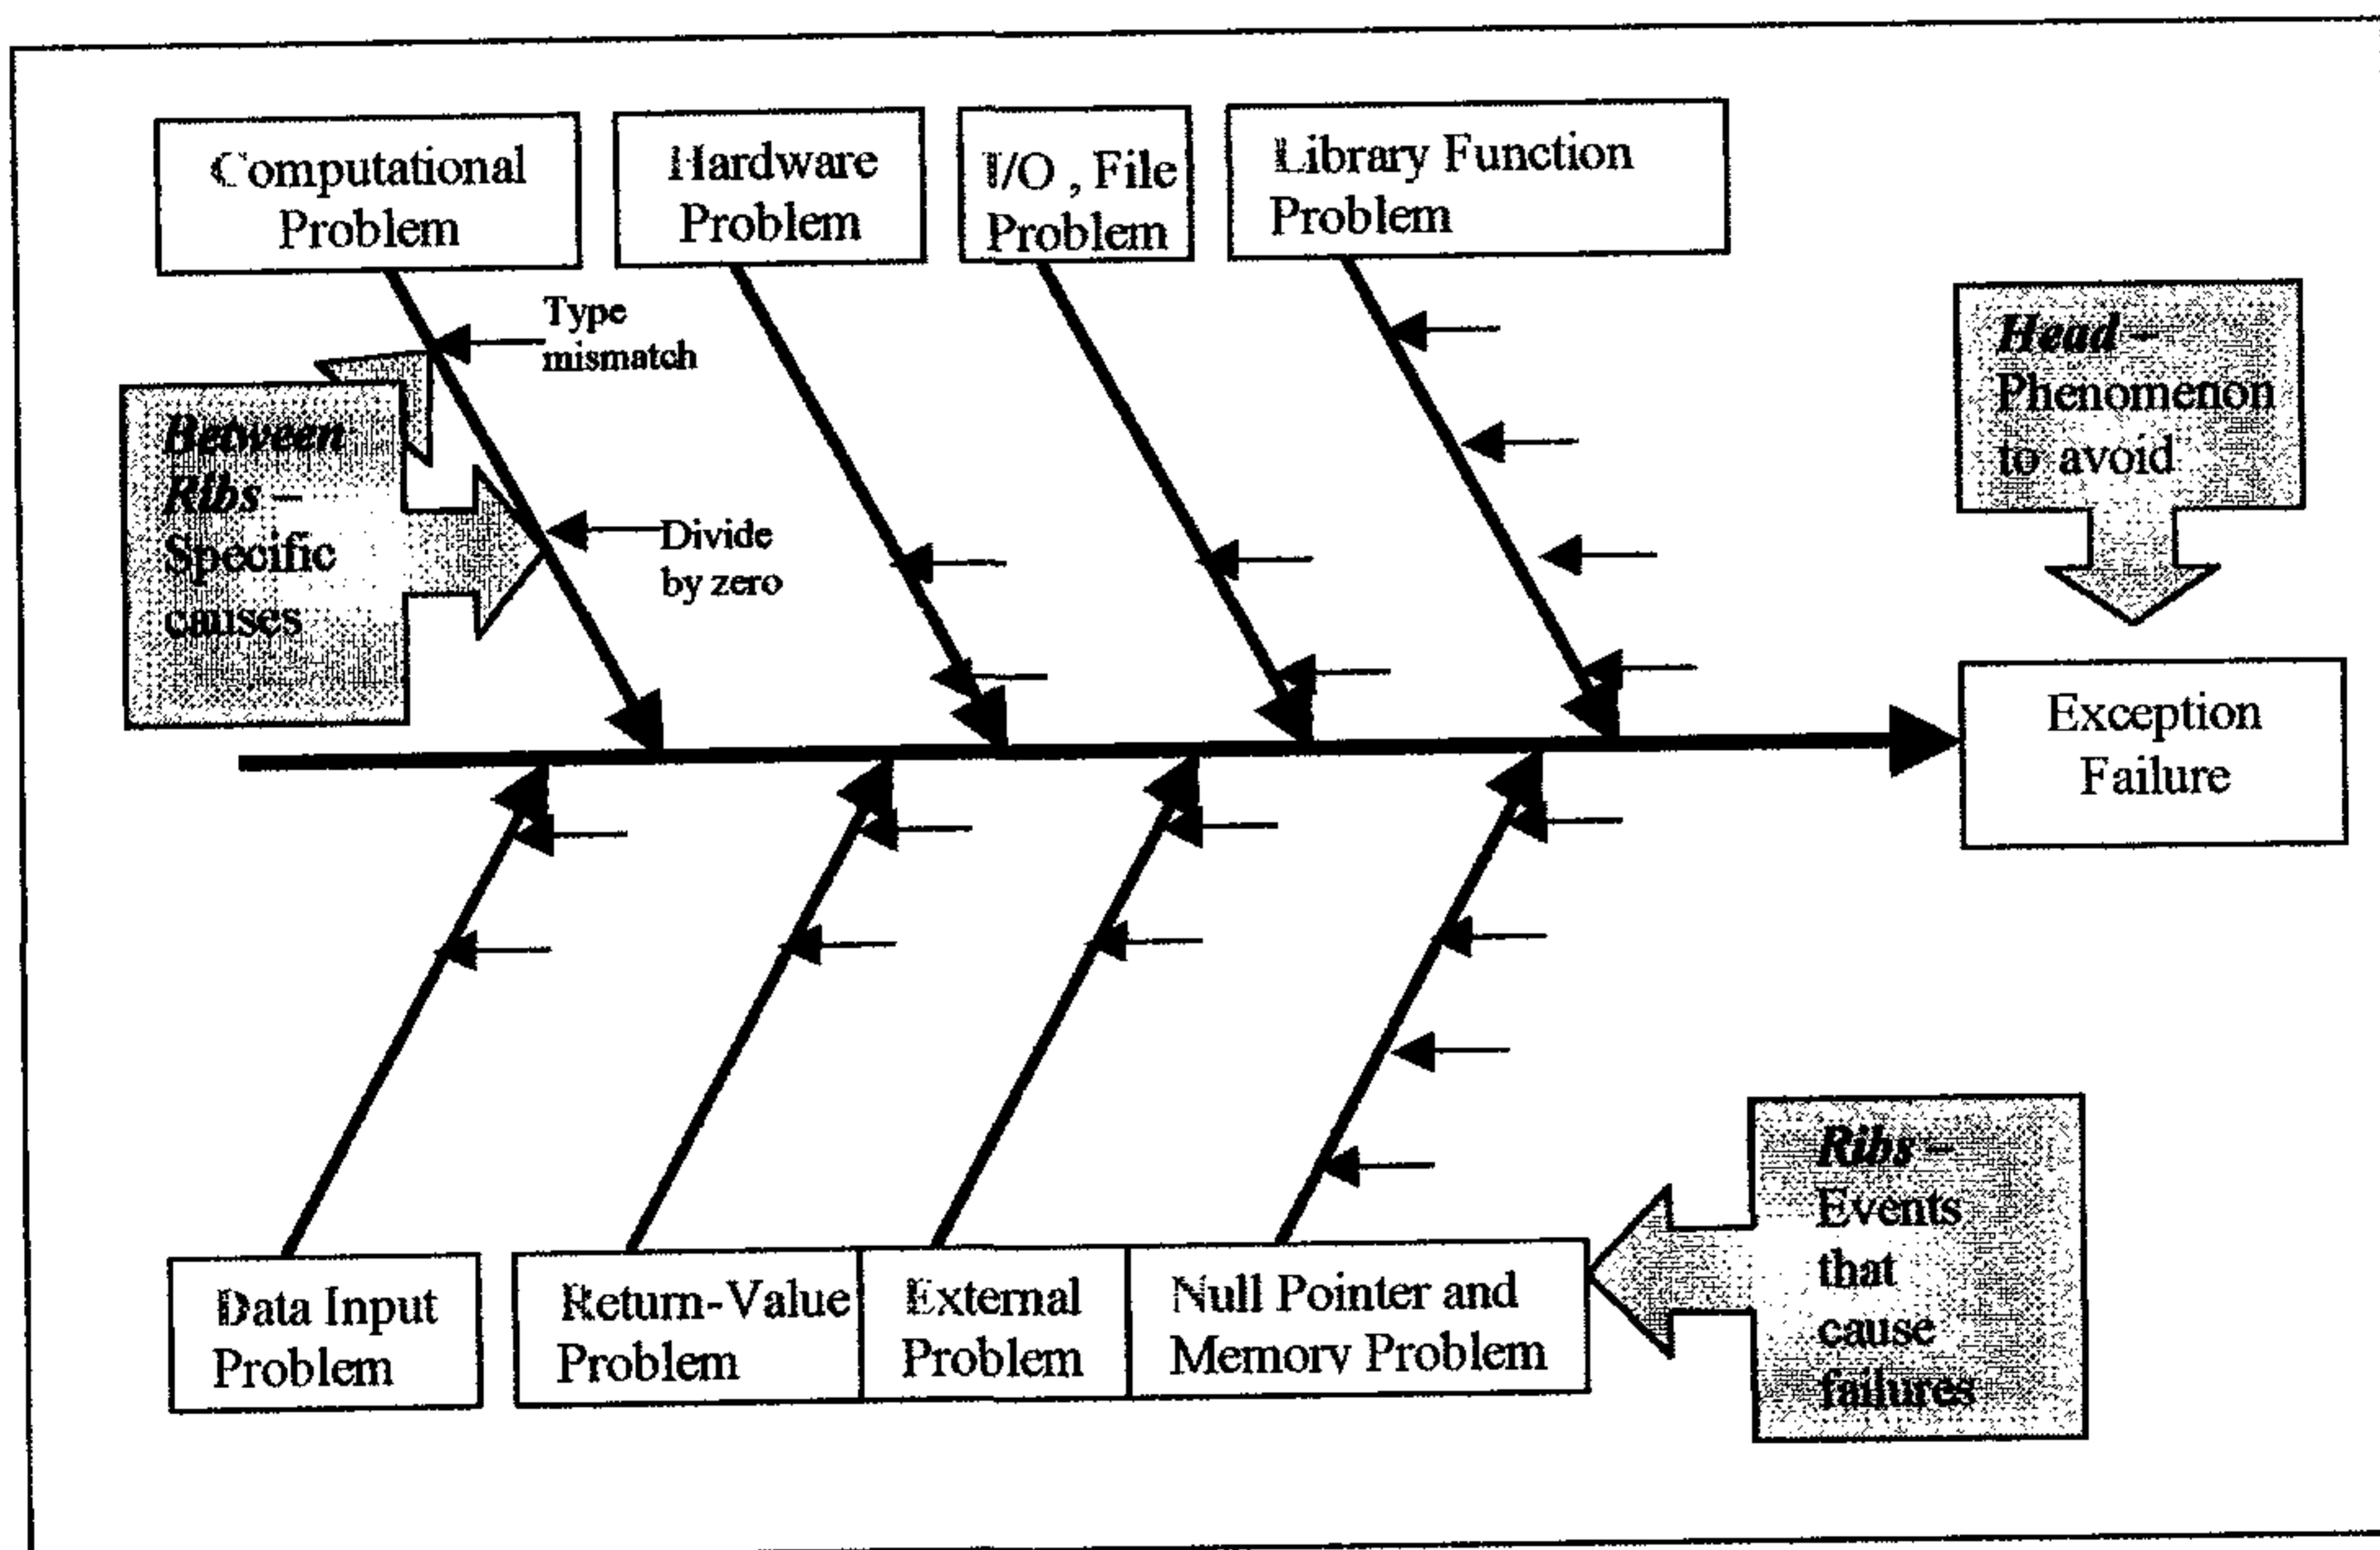 Computational
Problem
Hardware
Problem
I/O , File
Problem
Library Function
Problem
Type
mismatch
Head –
Phenomenon
to avoid
Between
Ribs –
Specific
causes
Divide
by zero
Exception
Failure
Ribs –
Events
that
cause
failures
Data Input
Problem
Return-Value
Problem
External
Problem
Null Pointer and
Memory Problem